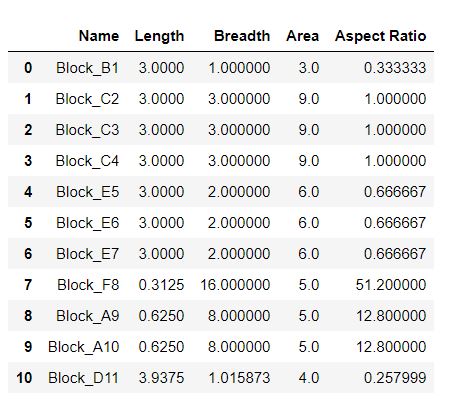 Name Length Breadth Area Aspect Ratio
0 Block_B1 3.0000 1.000000 3.0 0.333333
1 Block_C2 3.0000 3.000000 9.0 1.000000
2 Block_C3 3.0000 3.000000 9.0 1.000000
3 Block_C4 3.0000 3.000000 9.0 1.000000
4 Block_E5 3.0000 2.000000 6.0 0.666667
5 Block_E6 3.0000 2.000000 6.0 0.666667
6 Block_E7 3.0000 2.000000 6.0 0.666667
7 Block_F8 0.3125 16.000000 5.0 51.200000
8 Block_A9 0.6250 8.000000 5.0 12.800000
9 Block_A10 0.6250 8.000000 5.0 12.800000
10 Block_D11 3.9375 1.015873 4.0 0.257999